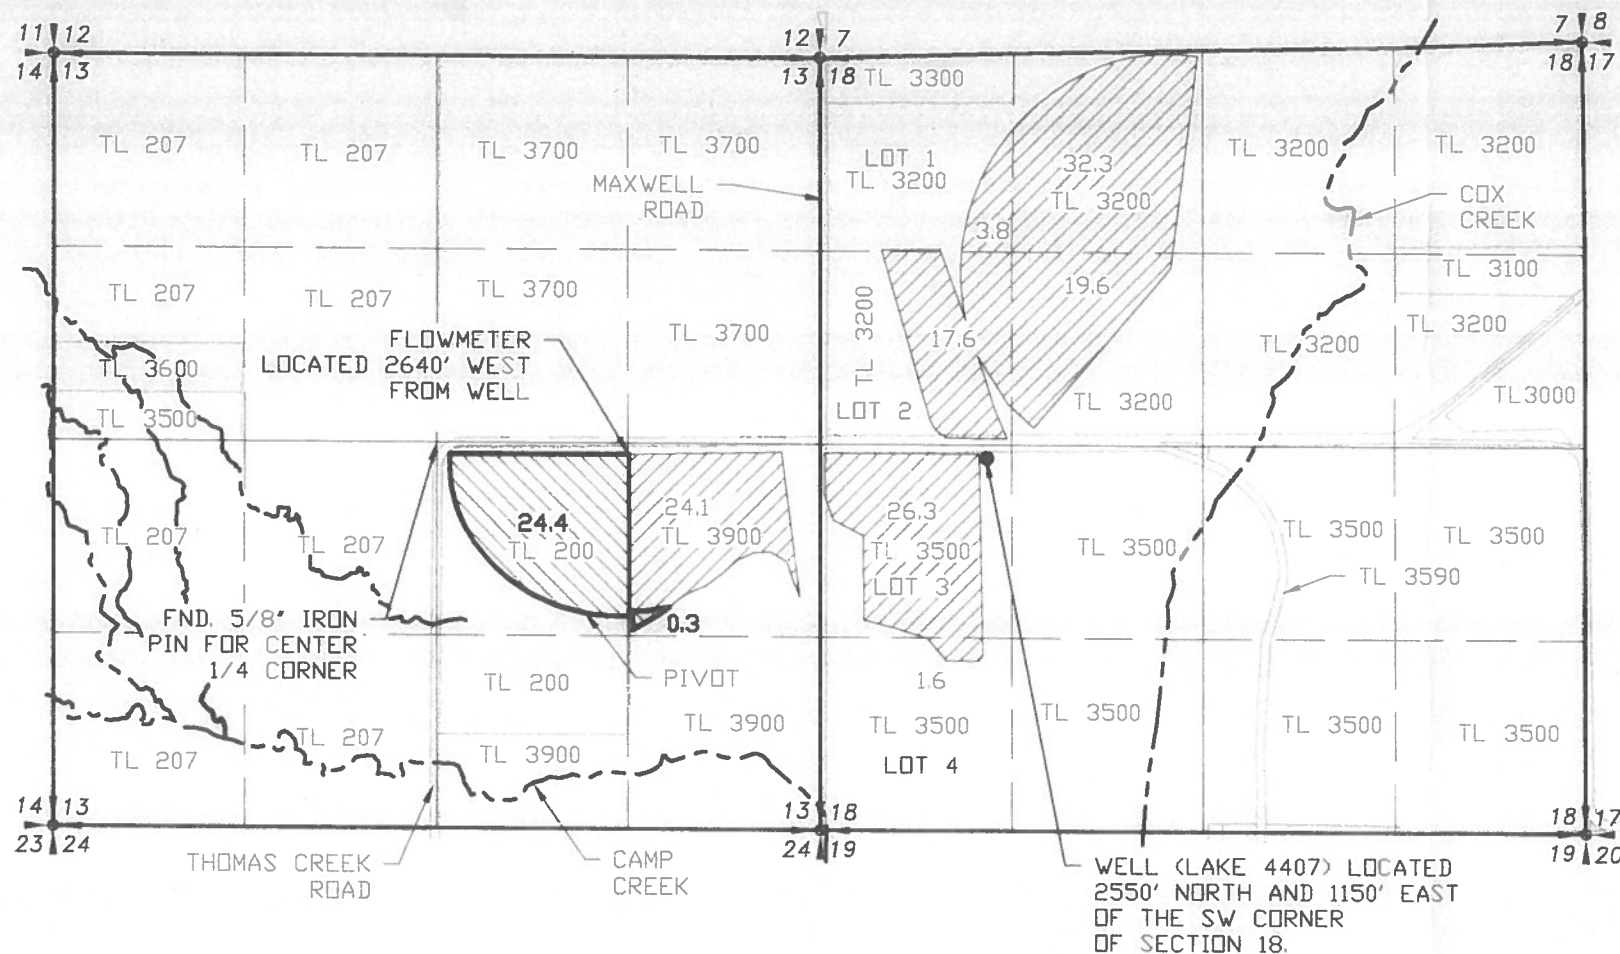 11 12
14 13
12 7
13 18
7 8
18 17
TL 3300
TL 207
TL 207
TL 3700
TL 3700
LOT 1
TL 3200
32.3
TL 3200
TL 3200
TL 3200
MAXWELL
ROAD
COX
CREEK
3.8
TL 207
TL 207
TL 3700
TL 3200
19.6
TL 3100
TL 3700
17.6
TL 3200
TL 3200
FLOWMETER
LOCATED 2640' WEST
FROM WELL
TL 3600
TL 3500
LOT 2
TL 3200
TL3000
24.4
TL 200
24.1
TL 3900
26.3
TL 3500
LOT 3
TL 207
TL 207
TL 3500
TL 3500
TL 3500
TL 3590
FND. 5/8" IRON
PIN FOR CENTER
1/4 CORNER
0.3
PIVOT
TL 200
1.6
TL 3900
TL 3500
LOT 4
TL 3500
TL 3500
TL 3500
TL 207
TL 207
TL 3900
14 13
23 24
13 18
24 19
18 17
19 20
THOMAS CREEK
ROAD
CAMP
CREEK
WELL (LAKE 4407) LOCATED
2550' NORTH AND 1150' EAST
OF THE SW CORNER
OF SECTION 18.